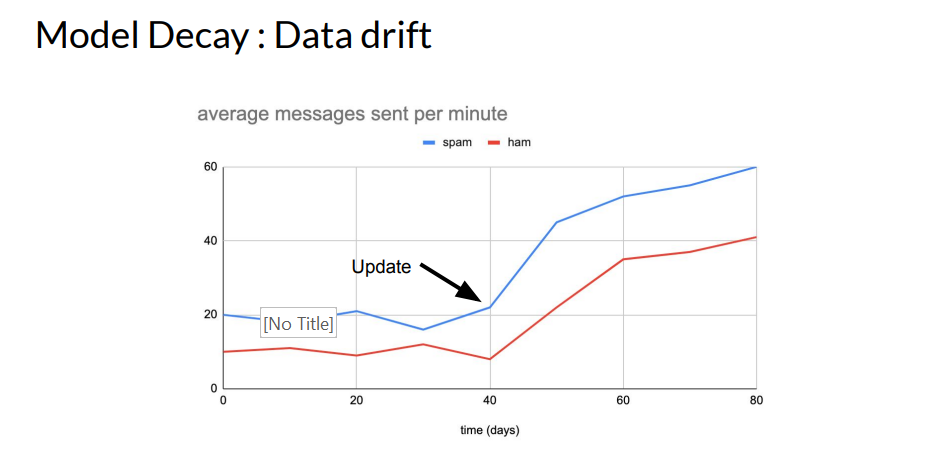 Model Decay : Data drift
average messages sent per minute
spam ham
60
40
Update
20
[No Title]
0
0 20 40 60 80
time (days)